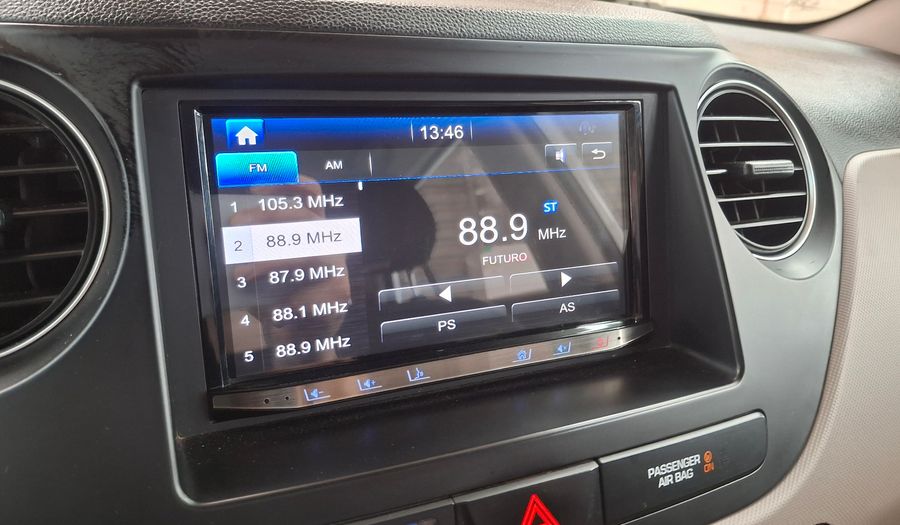 13:46
FM AM
1 105.3 MHz
2 88.9 MHz
3 87.9 MHz
4 88.1 MHz
5 88.9 MHz
88.9 MHz ST
FUTURO
PS AS
PASSENGER
AIR BAG ON